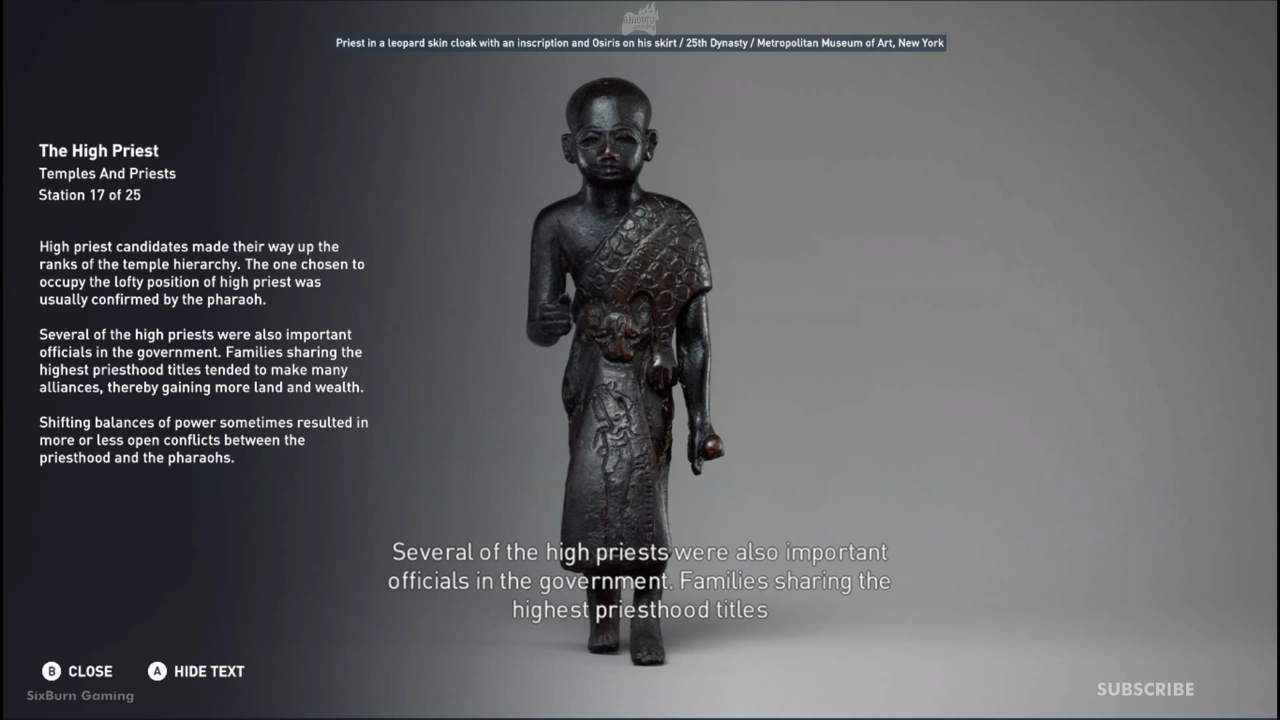 Priest in a leopard skin cloak with an inscription and Osiris on his skirt / 25th Dynasty / Metropolitan Museum of Art, New York
The High Priest
Temples And Priests
Station 17 of 25
High priest candidates made their way up the
ranks of the temple hierarchy. The one chosen to
occupy the lofty position of high priest was
usually confirmed by the pharaoh.
Several of the high priests were also important
officials in the government. Families sharing the
highest priesthood titles tended to make many
alliances, thereby gaining more land and wealth.
Shifting balances of power sometimes resulted in
more or less open conflicts between the
priesthood and the pharaohs.
Several of the high priests were also important
officials in the government. Families sharing the
highest priesthood titles
B CLOSE A HIDE TEXT
SixBurn Gaming
SUBSCRIBE